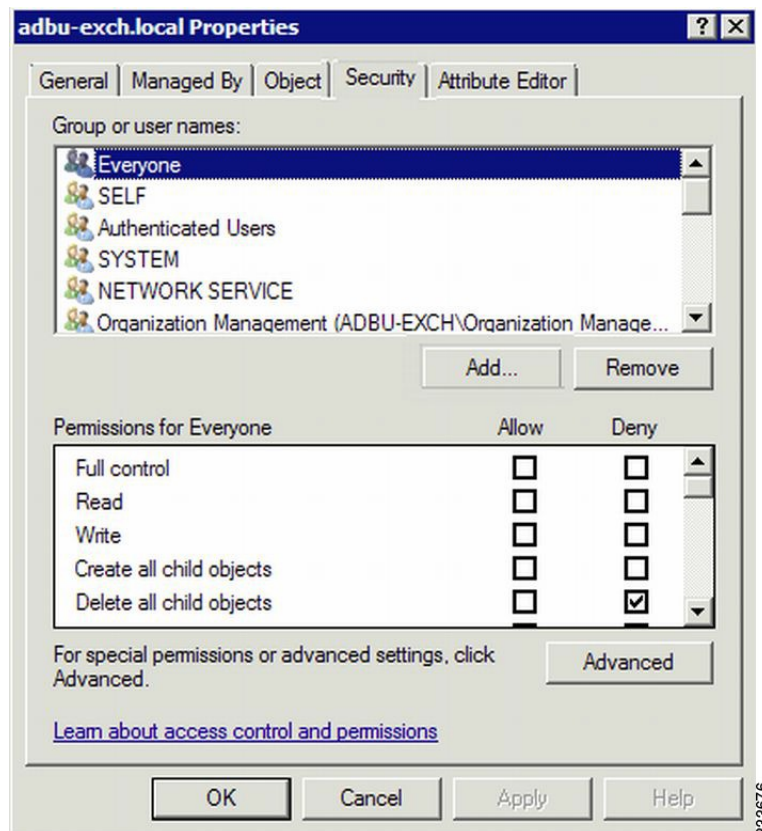 adbu-exch.local Properties ? X
General Managed By Object Security Attribute Editor
Group or user names:
Everyone
SELF
Authenticated Users
SYSTEM
NETWORK SERVICE
Organization Management (ADBU-EXCH\Organization Manage...
Add... Remove
Permissions for Everyone Allow Deny
Full control
Read
Write
Create all child objects
Delete all child objects
For special permissions or advanced settings, click
Advanced.
Advanced
Learn about access control and permissions
OK Cancel Apply Help